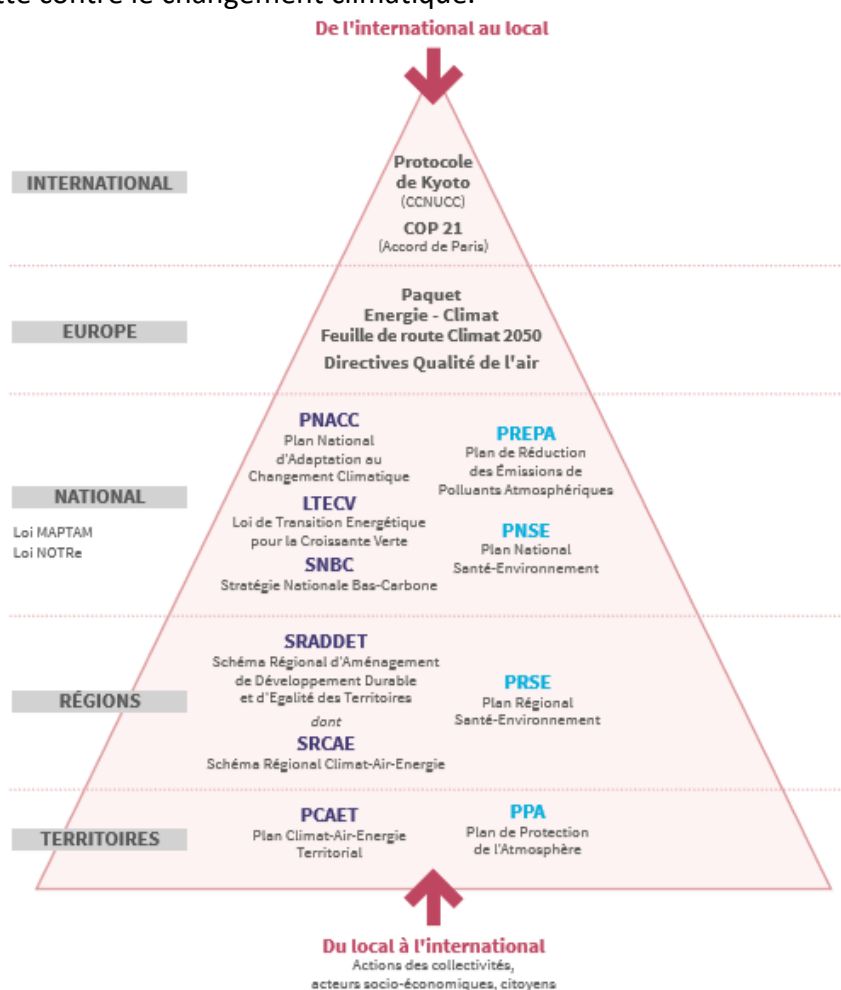 contre le changement climatique.
De l'international au local
INTERNATIONAL
Protocole
de Kyoto
(CCNUCC)
COP 21
(Accord de Paris)
EUROPE
Paquet
Energie - Climat
Feuille de route Climat 2050
Directives Qualité de l'air
NATIONAL
Loi MAPTAM
Loi NOTRe
PNACC
Plan National
d'Adaptation au
Changement Climatique
LTECV
Loi de Transition Energétique
pour la Croissante Verte
SNBC
Stratégie Nationale Bas-Carbone
PREPA
Plan de Réduction
des Émissions de
Polluants Atmosphériques
PNSE
Plan National
Santé-Environnement
RÉGIONS
SRADDET
Schéma Régional d'Aménagement
de Développement Durable
et d'Egalité des Territoires
dont
SRCAE
Schéma Régional Climat-Air-Energie
PRSE
Plan Régional
Santé-Environnement
TERRITOIRES
PCAET
Plan Climat-Air-Energie
Territorial
PPA
Plan de Protection
de l'Atmosphère
Du local à l'international
Actions des collectivités,
acteurs socio-économiques, citoyens